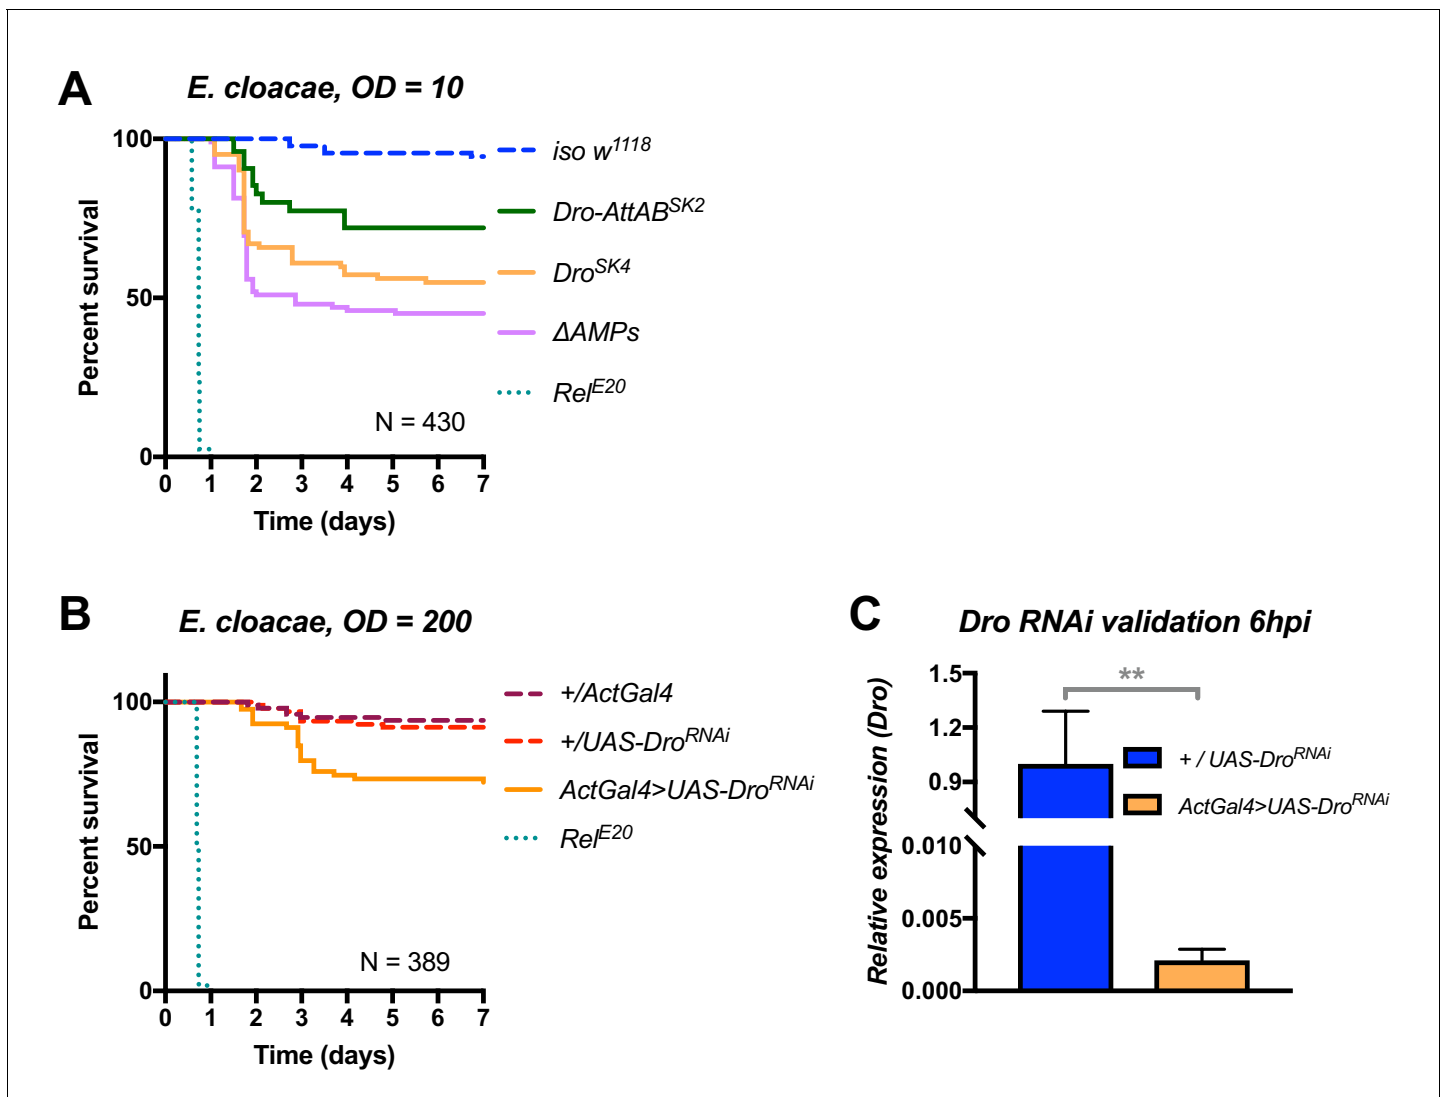 A
E. cloacae, OD = 10
100
50
0
Percent survival
0 1 2 3 4 5 6 7
Time (days)
iso w1118
Dro-AttABSK2
DroSK4
ΔAMPs
RelE20
N = 430
B
E. cloacae, OD = 200
100
50
0
Percent survival
0 1 2 3 4 5 6 7
Time (days)
+/ActGal4
+/UAS-DroRNAi
ActGal4>UAS-DroRNAi
RelE20
N = 389
C
Dro RNAi validation 6hpi
1.5
1.2
0.9
0.010
0.005
0.000
Relative expression (Dro)
**
+ / UAS-DroRNAi
ActGal4>UAS-DroRNAi